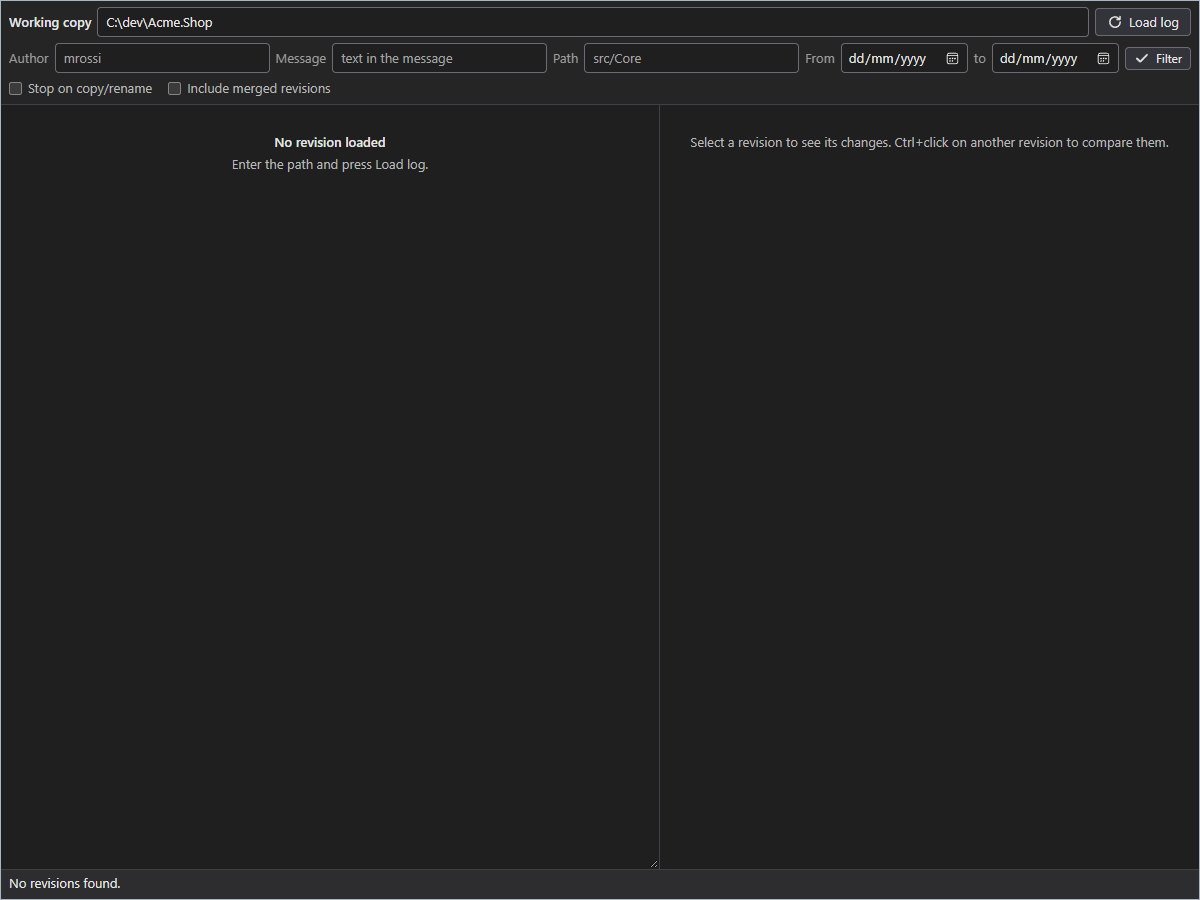 Working copy C:\dev\Acme.Shop Load log
Author mrossi Message text in the message Path src/Core From dd/mm/yyyy to dd/mm/yyyy Filter
Stop on copy/rename Include merged revisions
No revision loaded
Enter the path and press Load log.
Select a revision to see its changes. Ctrl+click on another revision to compare them.
No revisions found.